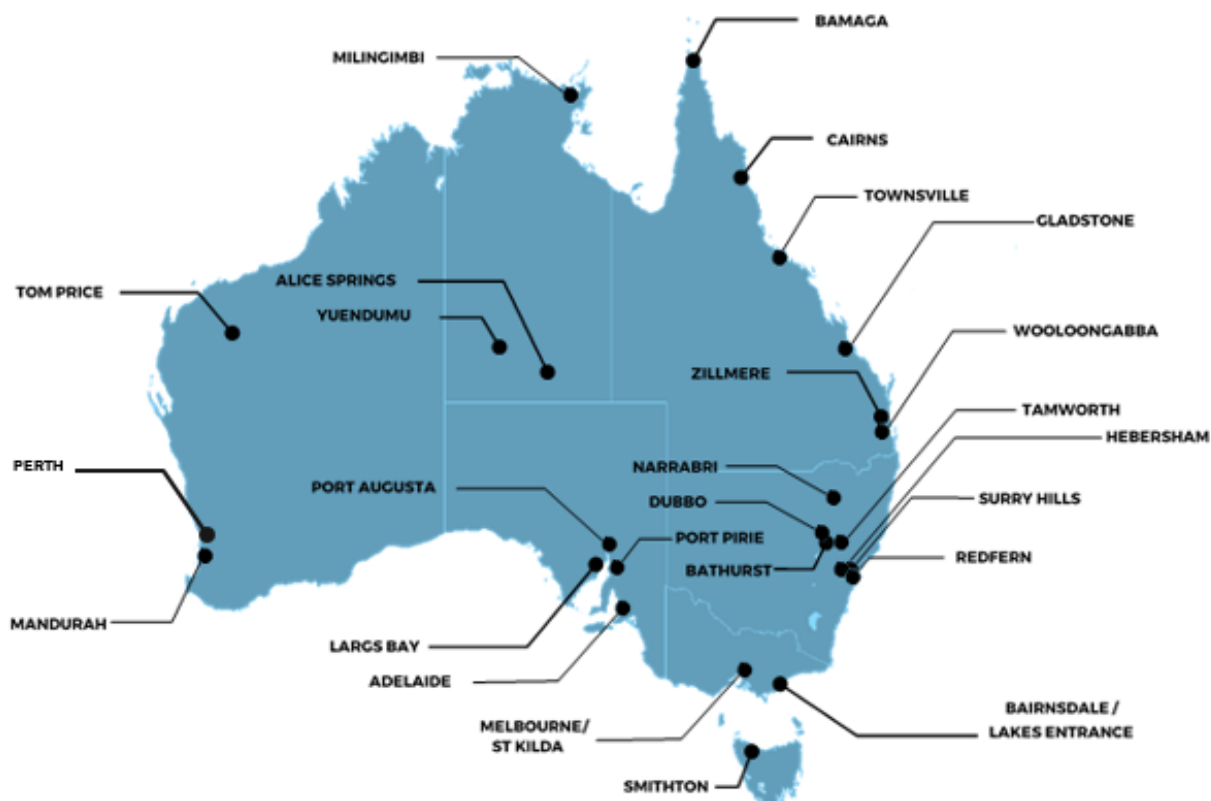 BAMAGA
MILINGIMBI
CAIRNS
TOWNSVILLE
GLADSTONE
ALICE SPRINGS
TOM PRICE
YUENDUMU
WOOLOONGABBA
ZILLMERE
TAMWORTH
HEBERSHAM
PERTH
NARRABRI
PORT AUGUSTA
DUBBO
SURRY HILLS
PORT PIRIE
REDFERN
BATHURST
MANDURAH
LARGS BAY
ADELAIDE
BAIRNSDALE /
LAKES ENTRANCE
MELBOURNE/
ST KILDA
SMITHTON